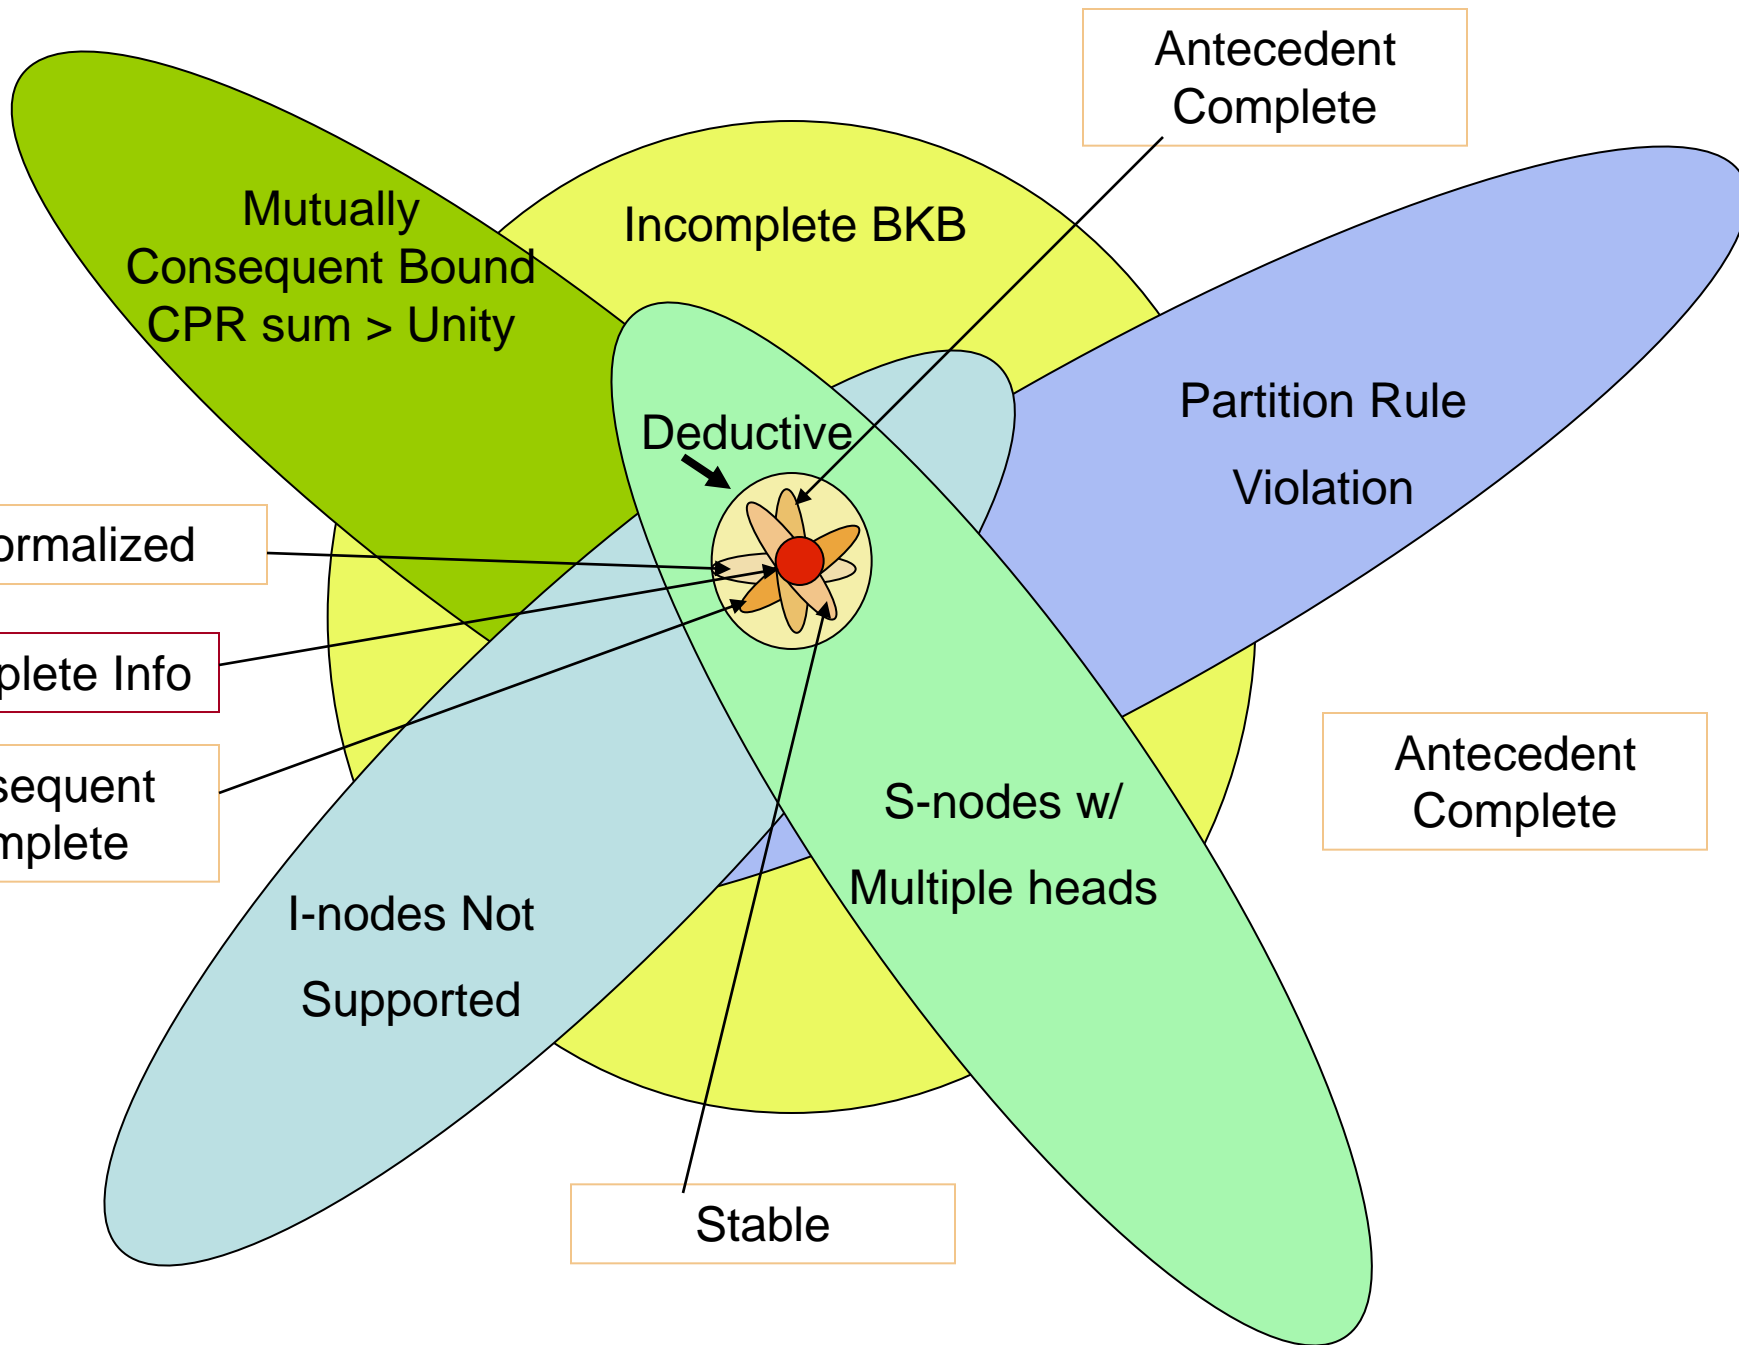 Antecedent
Complete
Mutually
Consequent Bound
CPR sum > Unity
Incomplete BKB
Partition Rule
Violation
Deductive
ormalized
plete Info
sequent
mplete
Antecedent
Complete
S-nodes w/
Multiple heads
I-nodes Not
Supported
Stable